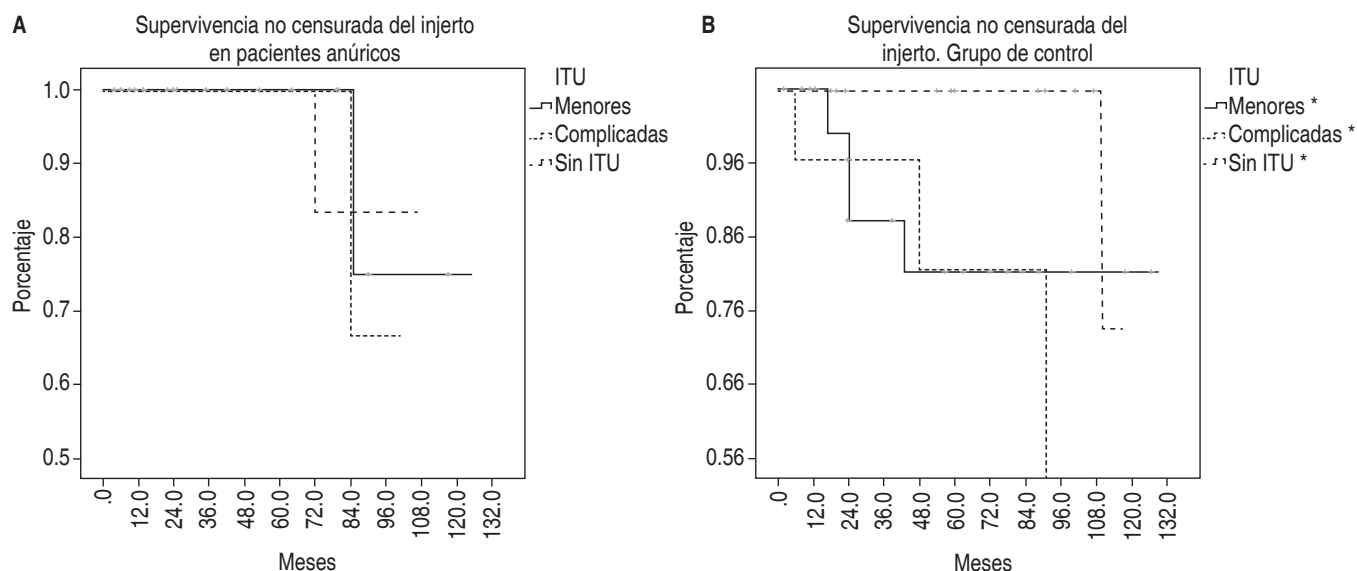 A
Supervivencia no censurada del injerto
en pacientes anúricos
ITU
Menores
Complicadas
Sin ITU
Porcentaje
1.0
0.9
0.8
0.7
0.6
0.5
.0
12.0
24.0
36.0
48.0
60.0
72.0
84.0
96.0
108.0
120.0
132.0
Meses
B
Supervivencia no censurada del
injerto. Grupo de control
ITU
Menores *
Complicadas *
Sin ITU *
Porcentaje
0.96
0.86
0.76
0.66
0.56
.0
12.0
24.0
36.0
48.0
60.0
72.0
84.0
96.0
108.0
120.0
132.0
Meses